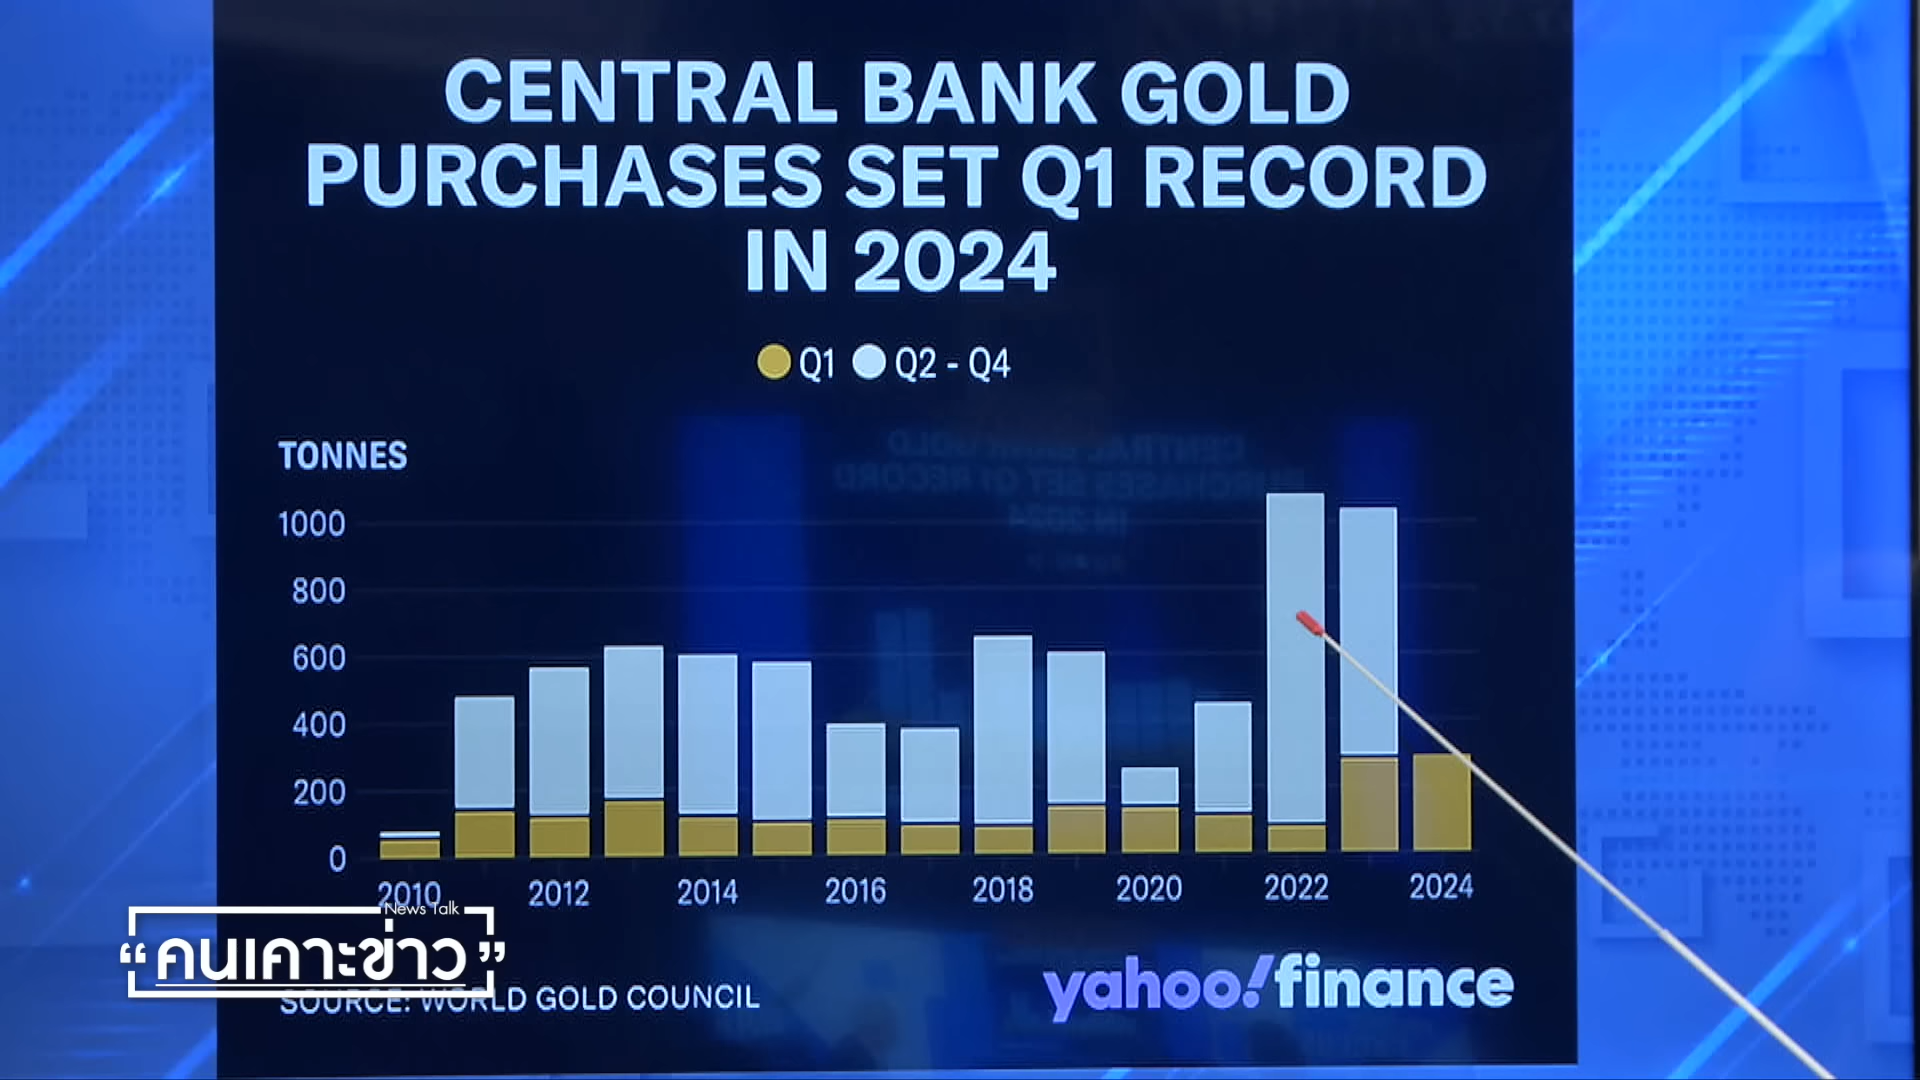 CENTRAL BANK GOLD
PURCHASES SET Q1 RECORD
IN 2024
Q1 Q2 - Q4
TONNES
1000
800
600
400
200
0
2010 2012 2014 2016 2018 2020 2022 2024
News Talk
“คนเคาะข่าว”
SOURCE: WORLD GOLD COUNCIL
yahoo!finance